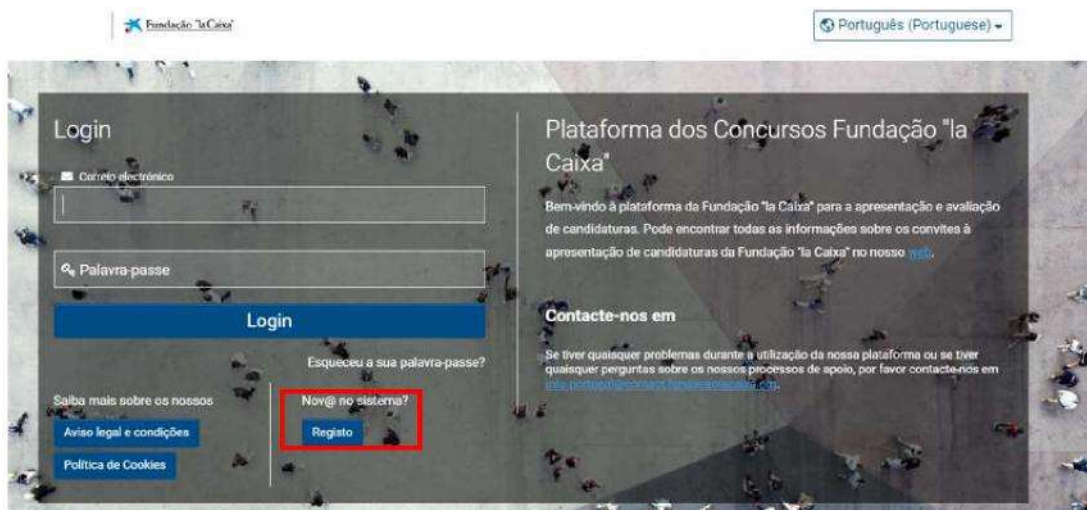 Fundação "la Caixa"
Português (Portuguese)
Login
Correio electrónico
Palavra-passe
Login
Esqueceu a sua palavra-passe?
Saiba mais sobre os nossos
Aviso legal e condições
Política de Cookies
Nov@ no sistema?
Registo
Plataforma dos Concursos Fundação "la
Caixa"
Bem-vindo à plataforma da Fundação "la Caixa" para a apresentação e avaliação
de candidaturas. Pode encontrar todas as informações sobre os convites à
apresentação de candidaturas da Fundação "la Caixa" no nosso web.
Contacte-nos em
Se tiver quaisquer problemas durante a utilização da nossa plataforma ou se tiver
quaisquer perguntas sobre os nossos processos de apoio, por favor contacte-nos em